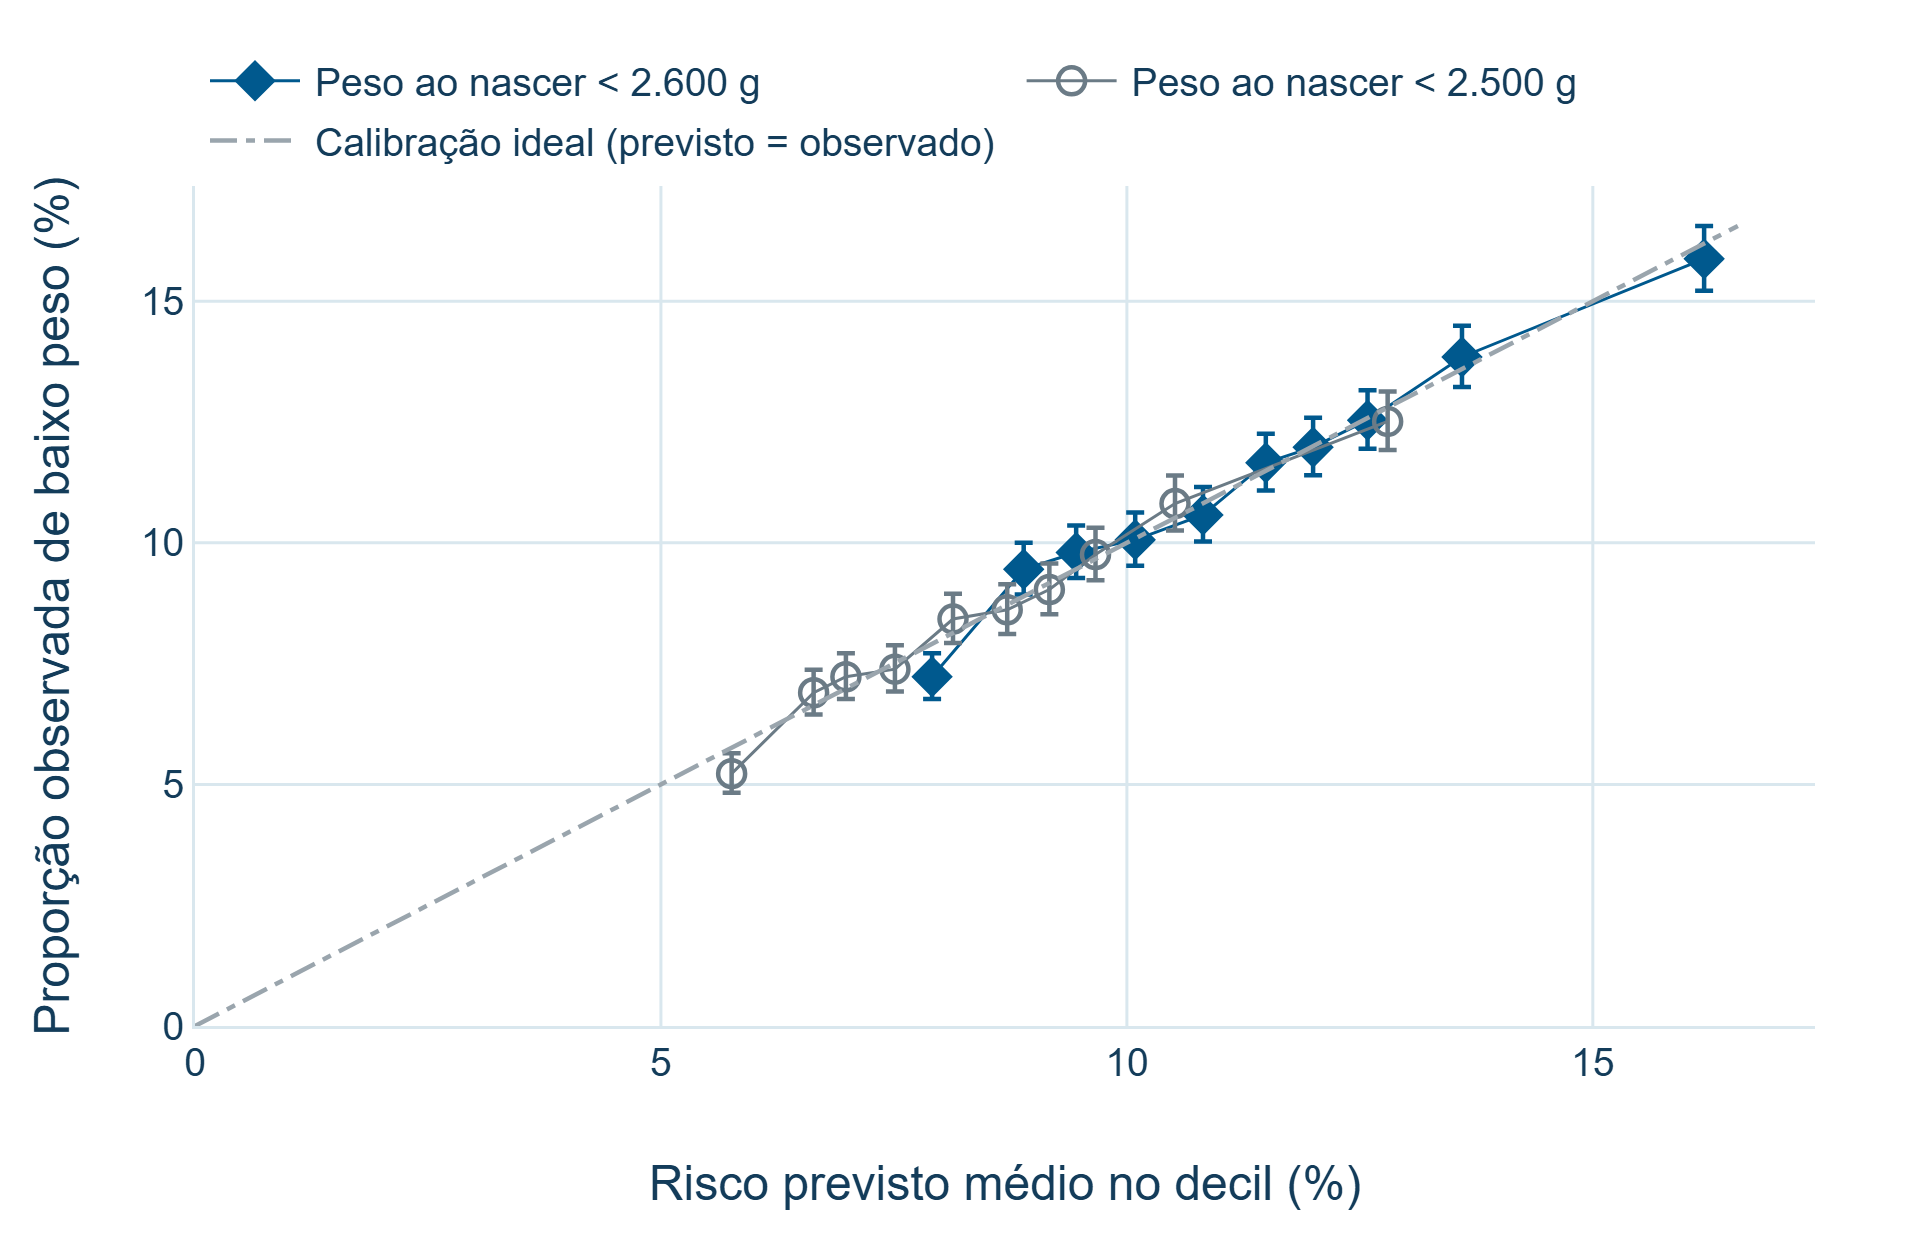 Peso ao nascer < 2.600 g
Peso ao nascer < 2.500 g
Calibração ideal (previsto = observado)
Proporção observada de baixo peso (%)
15
10
5
0
0
5
10
15
Risco previsto médio no decil (%)